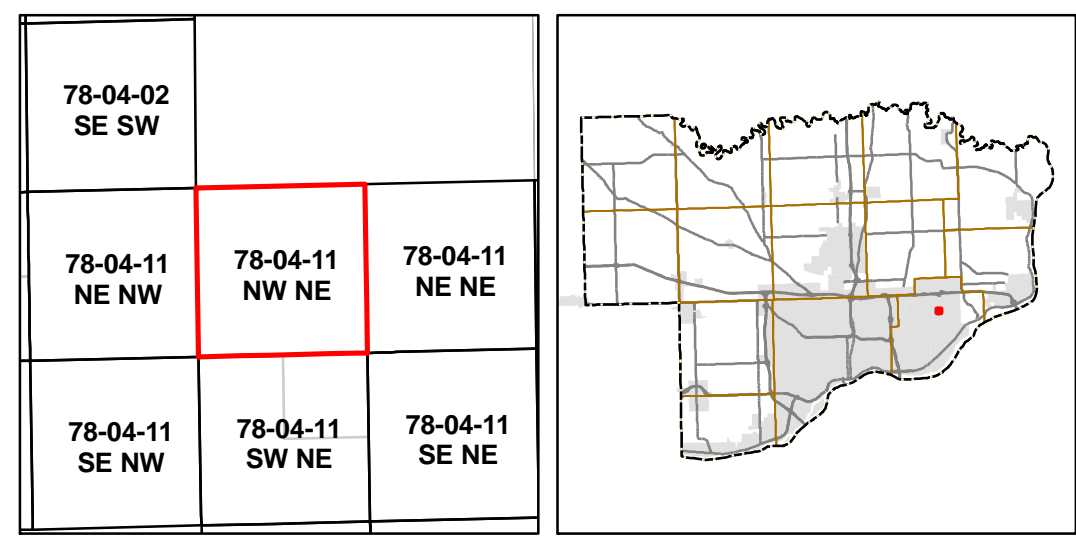 78-04-02
SE SW
78-04-11
NE NW
78-04-11
NW NE
78-04-11
NE NE
78-04-11
SE NW
78-04-11
SW NE
78-04-11
SE NE